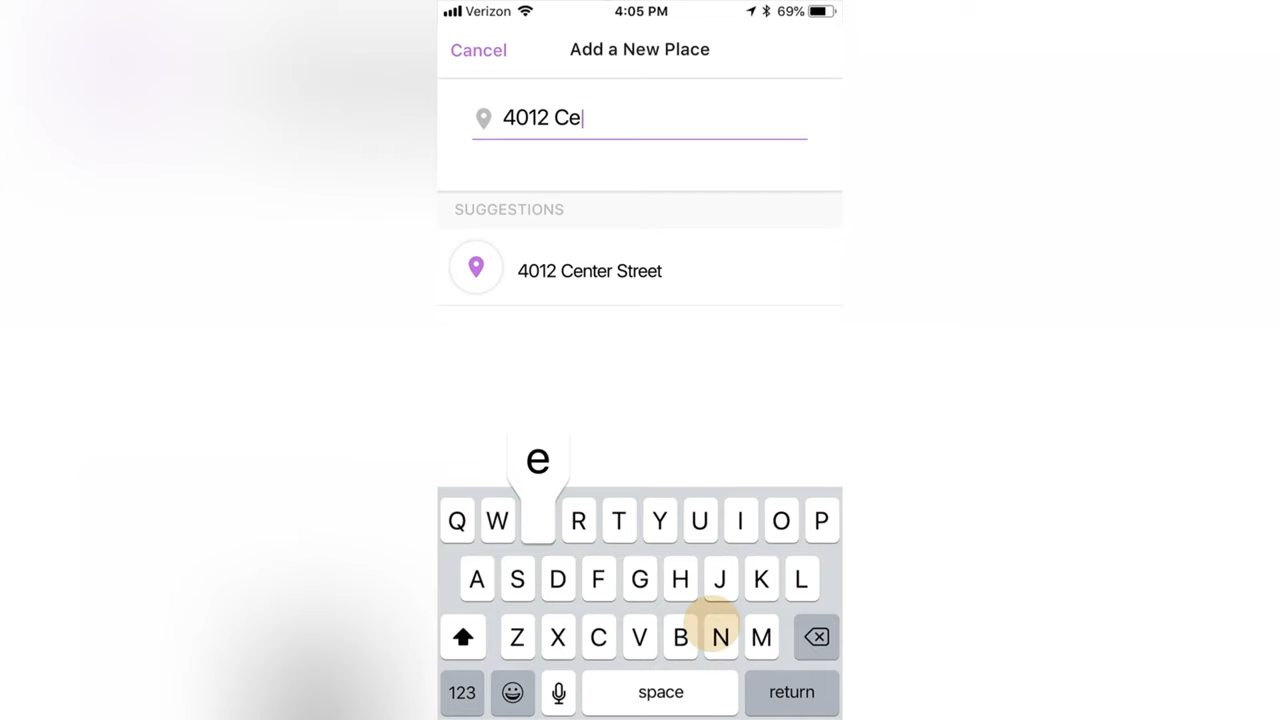 Verizon 4:05 PM 69%
Cancel Add a New Place
4012 Ce
SUGGESTIONS
4012 Center Street
e
Q W R T Y U I O P
A S D F G H J K L
Z X C V B N M
123 space return